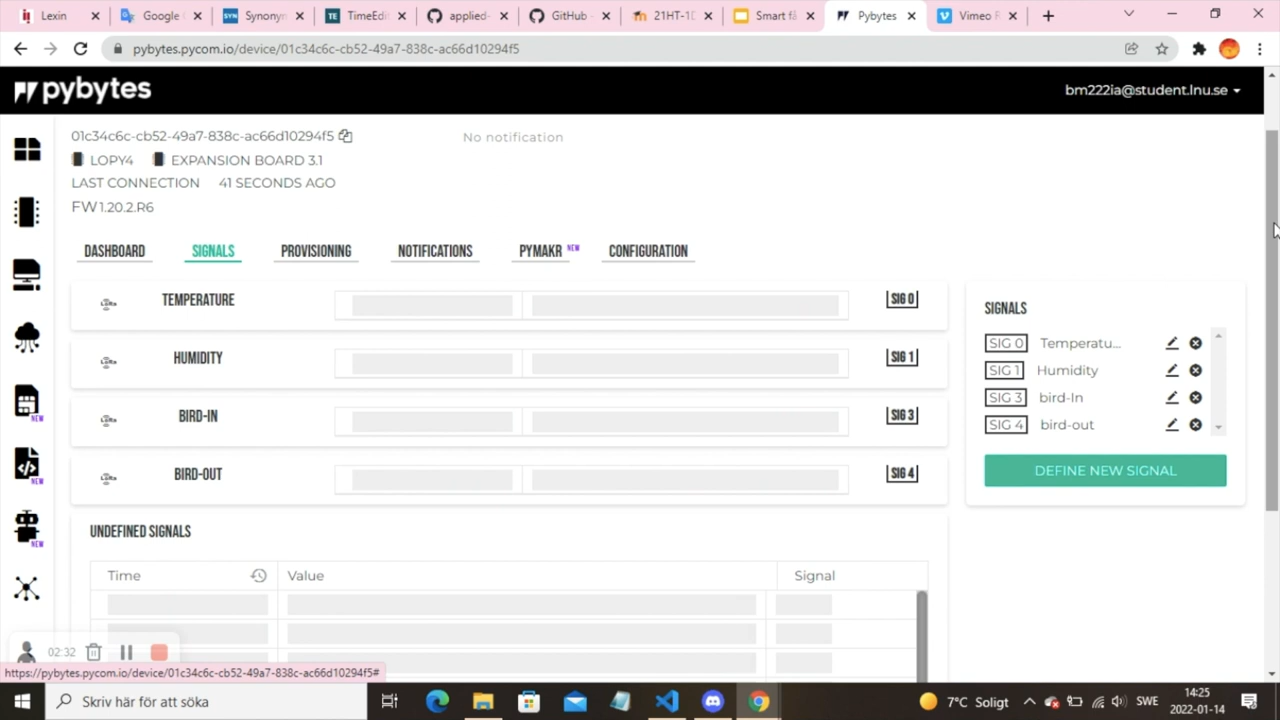 Lexin
Google
Synonym
TimeEdi
applied-
GitHub -
21HT-1D
Smart få
Pybytes
Vimeo R
pybytes.pycom.io/device/01c34c6c-cb52-49a7-838c-ac66d10294f5
pybytes
bm222ia@student.lnu.se
01c34c6c-cb52-49a7-838c-ac66d10294f5
No notification
LOPY4 EXPANSION BOARD 3.1
LAST CONNECTION 41 SECONDS AGO
FW1.20.2.R6
DASHBOARD SIGNALS PROVISIONING NOTIFICATIONS PYMAKR NEW CONFIGURATION
TEMPERATURE SIG 0
HUMIDITY SIG 1
BIRD-IN SIG 3
BIRD-OUT SIG 4
SIGNALS
SIG 0 Temperatu...
SIG 1 Humidity
SIG 3 bird-In
SIG 4 bird-out
DEFINE NEW SIGNAL
UNDEFINED SIGNALS
Time Value Signal
NEW
NEW
NEW
02:32
https://pybytes.pycom.io/device/01c34c6c-cb52-49a7-838c-ac66d10294f5#
Skriv här för att söka
7°C Soligt
SWE
14:25
2022-01-14